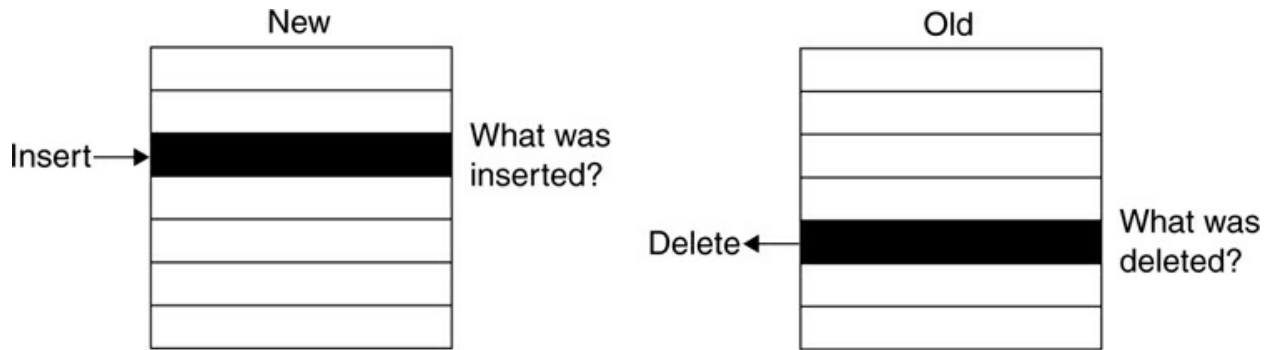 New
Insert
What was
inserted?
Old
Delete
What was
deleted?